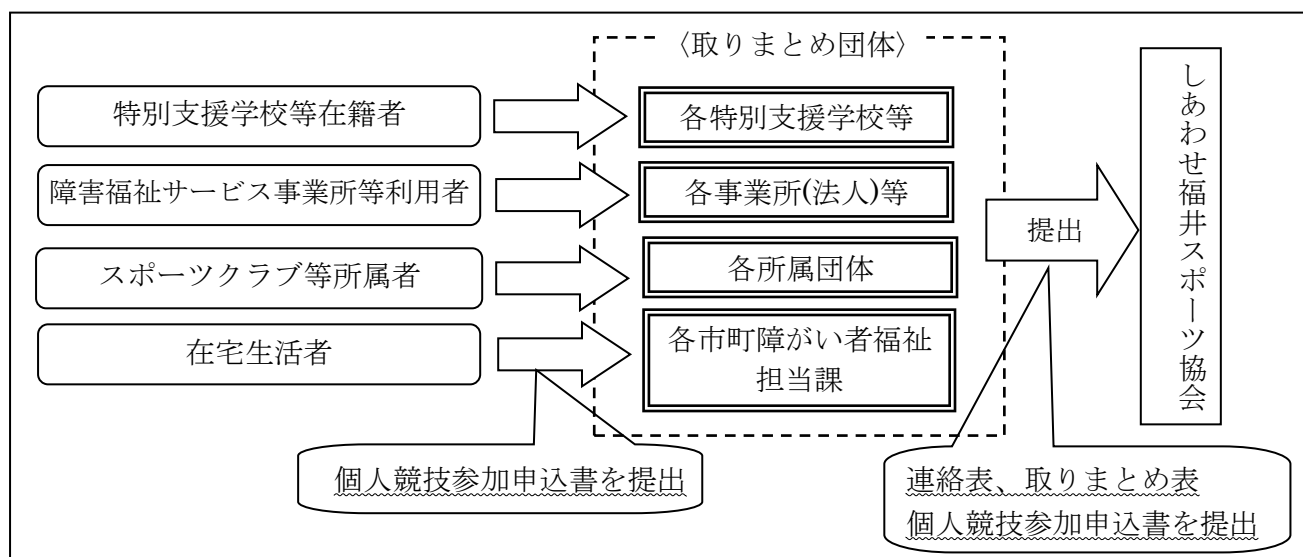 〈取りまとめ団体〉
特別支援学校等在籍者
各特別支援学校等
障害福祉サービス事業所等利用者
各事業所(法人)等
スポーツクラブ等所属者
各所属団体
在宅生活者
各市町障がい者福祉
担当課
提出
しあわせ福井スポーツ協会
個人競技参加申込書を提出
連絡表、取りまとめ表
個人競技参加申込書を提出